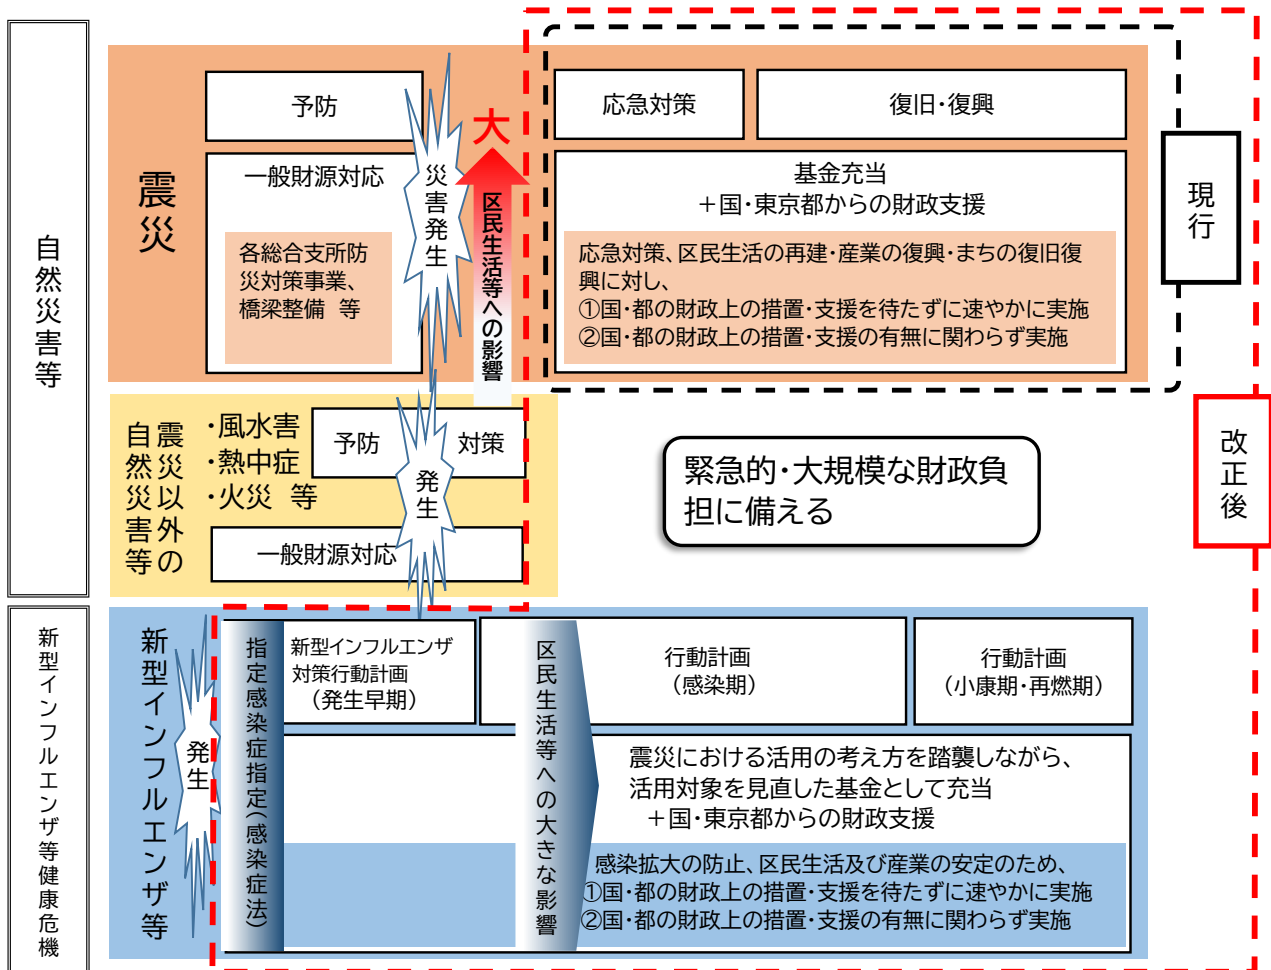 自然災害等
震災
予防
一般財源対応
各総合支所防
災対策事業、
橋梁整備 等
災害発生
大
区民生活等への影響
応急対策
復旧・復興
基金充当
＋国・東京都からの財政支援
応急対策、区民生活の再建・産業の復興・まちの復旧復
興に対し、
①国・都の財政上の措置・支援を待たずに速やかに実施
②国・都の財政上の措置・支援の有無に関わらず実施
現行
震災以外の
自然災害等
・風水害
・熱中症
・火災 等
予防
対策
発生
一般財源対応
緊急的・大規模な財政負
担に備える
改正後
新型インフルエンザ等健康危機
新型インフルエンザ等
発生
指定感染症指定(感染症法)
新型インフルエンザ
対策行動計画
(発生早期)
区民生活等への大きな影響
行動計画
(感染期)
行動計画
(小康期・再燃期)
震災における活用の考え方を踏襲しながら、
活用対象を見直した基金として充当
＋国・東京都からの財政支援
感染拡大の防止、区民生活及び産業の安定のため、
①国・都の財政上の措置・支援を待たずに速やかに実施
②国・都の財政上の措置・支援の有無に関わらず実施